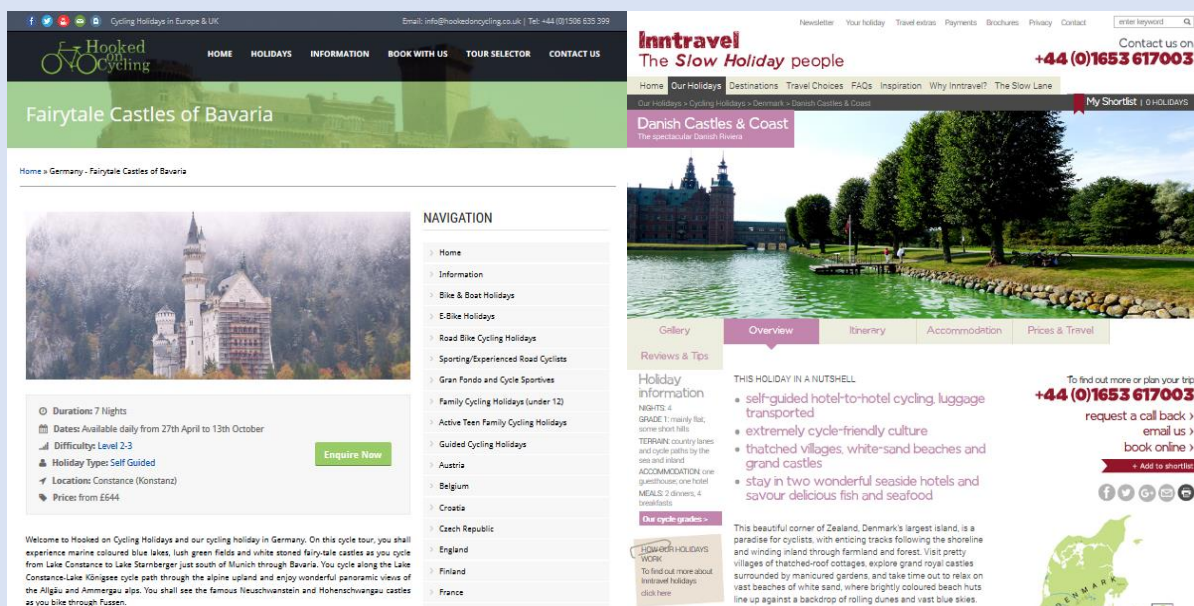 Cycling Holidays in Europe & UK
Email: info@hookedoncycling.co.uk | Tel: +44 (0)1506 635 399
Hooked
on
Cycling
HOME HOLIDAYS INFORMATION BOOK WITH US TOUR SELECTOR CONTACT US
Fairytale Castles of Bavaria
Home » Germany - Fairytale Castles of Bavaria
Duration: 7 Nights
Dates: Available daily from 27th April to 13th October
Difficulty: Level 2-3
Holiday Type: Self Guided
Location: Constance (Konstanz)
Price: from £644
Enquire Now
Welcome to Hooked on Cycling Holidays and our cycling holiday in Germany. On this cycle tour, you shall
experience marine coloured blue lakes, lush green fields and white stoned fairy-tale castles as you cycle
from Lake Constance to Lake Starnberger just south of Munich through Bavaria. You cycle along the Lake
Constance-Lake Königsee cycle path through the alpine upland and enjoy wonderful panoramic views of
the Allgäu and Ammergau alps. You shall see the famous Neuschwanstein and Hohenschwangau castles
as you bike through Fussen.
NAVIGATION
Home
Information
Bike & Boat Holidays
E-Bike Holidays
Road Bike Cycling Holidays
Sporting/Experienced Road Cyclists
Gran Fondo and Cycle Sportives
Family Cycling Holidays (under 12)
Active Teen Family Cycling Holidays
Guided Cycling Holidays
Austria
Belgium
Croatia
Czech Republic
England
Finland
France
Newsletter Your holiday Travel extras Payments Brochures Privacy Contact
enter keyword
Inntravel
The Slow Holiday people
Contact us on
+44 (0)1653 617003
Home Our Holidays Destinations Travel Choices FAQs Inspiration Why Inntravel? The Slow Lane
Our Holidays > Cycling Holidays > Denmark > Danish Castles & Coast
My Shortlist | 0 HOLIDAYS
Danish Castles & Coast
The spectacular Danish Riviera
Gallery Overview Itinerary Accommodation Prices & Travel
Reviews & Tips
Holiday
information
NIGHTS: 4
GRADE 1: mainly flat;
some short hills
TERRAIN: country lanes
and cycle paths by the
sea and inland
ACCOMMODATION: one
guesthouse; one hotel
MEALS: 2 dinners, 4
breakfasts
Our cycle grades >
HOW OUR HOLIDAYS
WORK
To find out more about
Inntravel holidays
click here
THIS HOLIDAY IN A NUTSHELL
self-guided hotel-to-hotel cycling, luggage
transported
extremely cycle-friendly culture
thatched villages, white-sand beaches and
grand castles
stay in two wonderful seaside hotels and
savour delicious fish and seafood
This beautiful corner of Zealand, Denmark's largest island, is a
paradise for cyclists, with enticing tracks following the shoreline
and winding inland through farmland and forest. Visit pretty
villages of thatched-roof cottages, explore grand royal castles
surrounded by manicured gardens, and take time out to relax on
vast beaches of white sand, where brightly coloured beach huts
line up against a backdrop of rolling dunes and vast blue skies.
To find out more or plan your trip
+44 (0)1653 617003
request a call back >
email us >
book online >
+ Add to shortlist
DENMARK